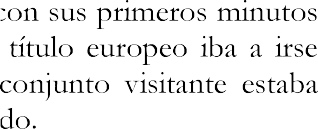 con sus primeros minutos
título europeo iba a irse
conjunto visitante estaba
do.